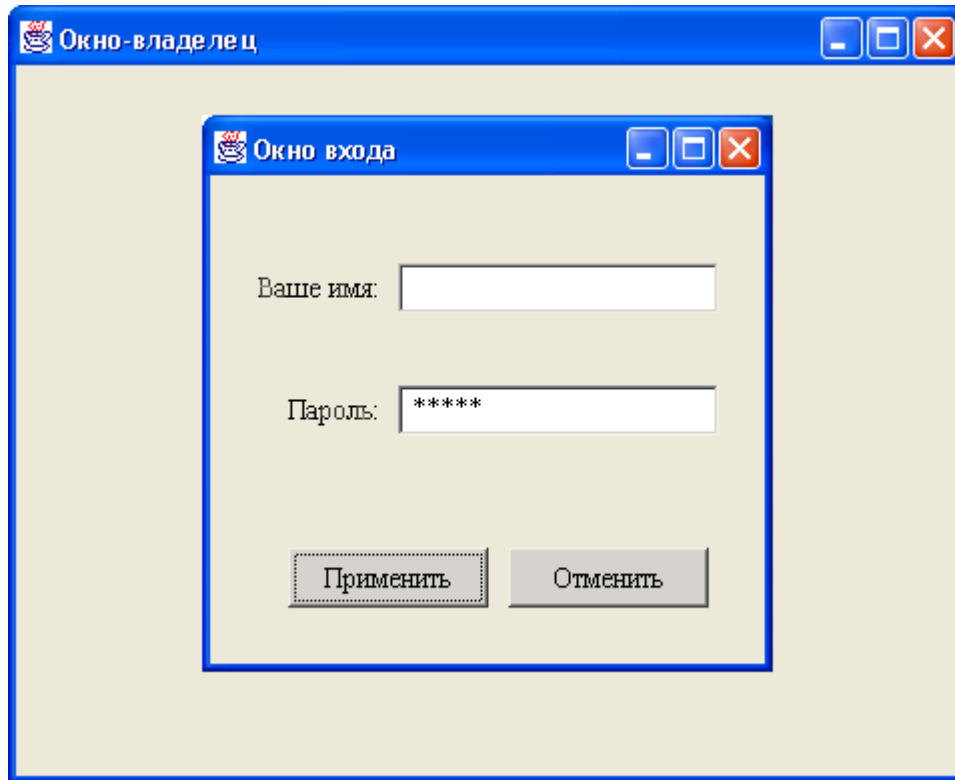 Окно-владелец
Окно входа
Ваше имя:
Пароль: *****
Применить Отменить